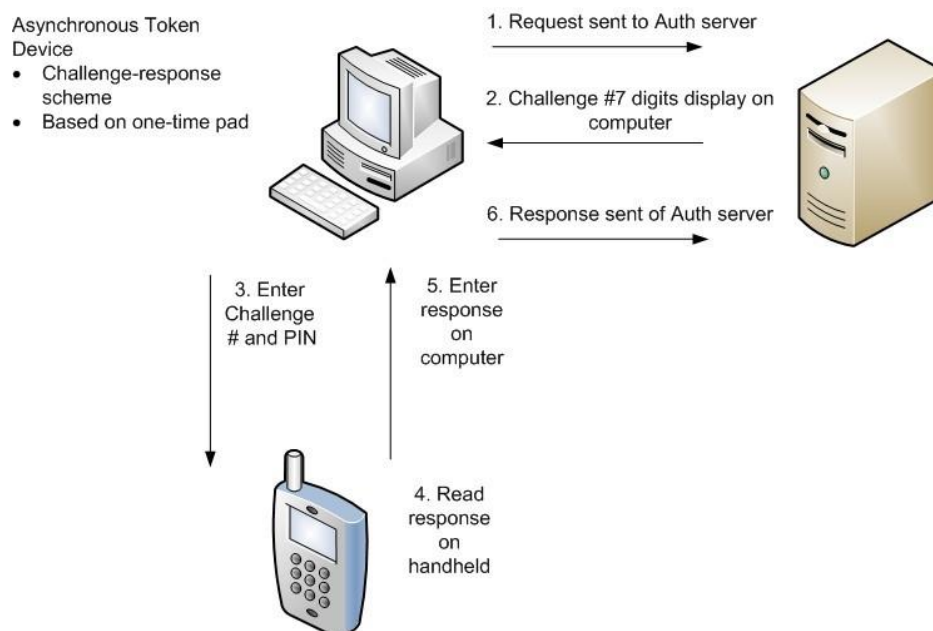 Asynchronous Token
Device
• Challenge-response
scheme
• Based on one-time pad
1. Request sent to Auth server
2. Challenge #7 digits display on
computer
6. Response sent of Auth server
3. Enter
Challenge
# and PIN
5. Enter
response
on
computer
4. Read
response
on
handheld